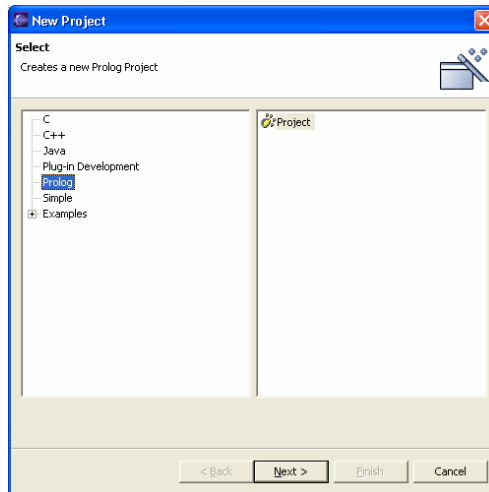 New Project
Select
Creates a new Prolog Project
C
C++
Java
Plug-in Development
Prolog
Simple
Examples
Project
< Back
Next >
Finish
Cancel